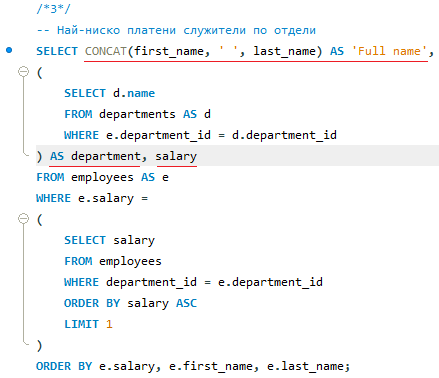 /*3*/
-- Най-ниско платени служители по отдели
SELECT CONCAT(first_name, ' ', last_name) AS 'Full name',
(
SELECT d.name
FROM departments AS d
WHERE e.department_id = d.department_id
) AS department, salary
FROM employees AS e
WHERE e.salary =
(
SELECT salary
FROM employees
WHERE department_id = e.department_id
ORDER BY salary ASC
LIMIT 1
)
ORDER BY e.salary, e.first_name, e.last_name;